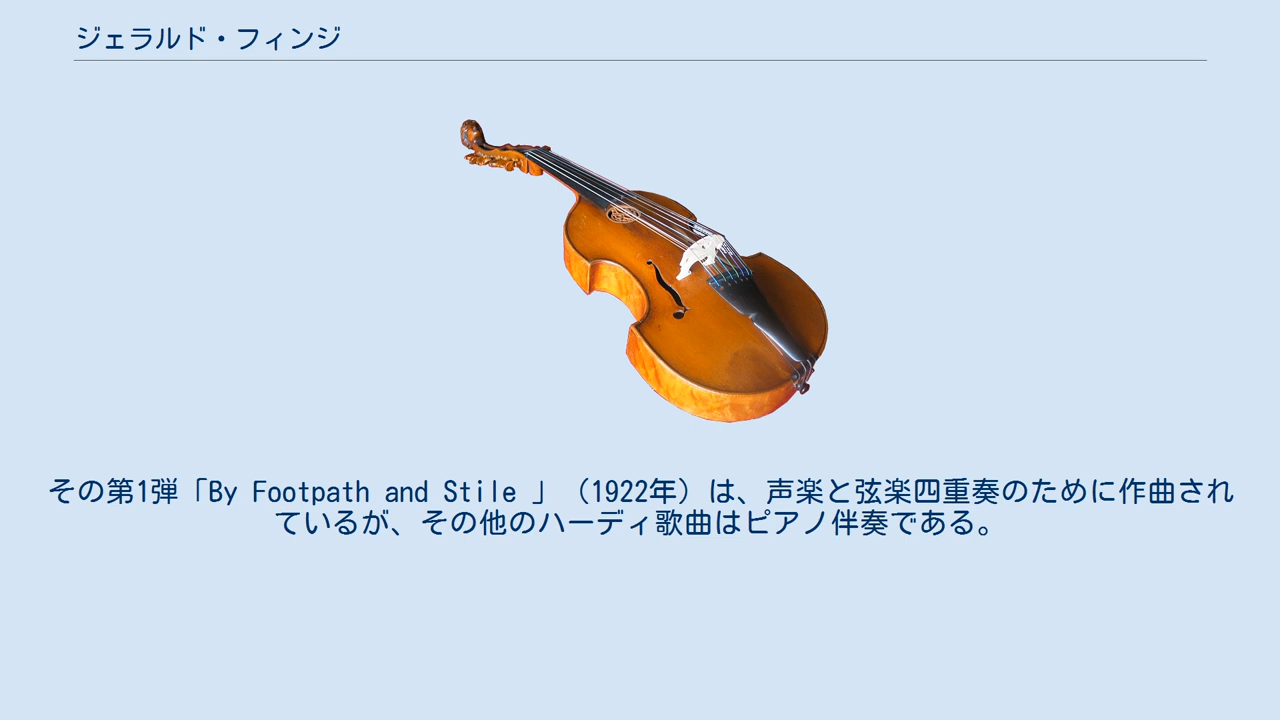 ジェラルド・フィンジ
その第1弾「By Footpath and Stile 」（1922年）は、声楽と弦楽四重奏のために作曲され
ているが、その他のハーディ歌曲はピアノ伴奏である。